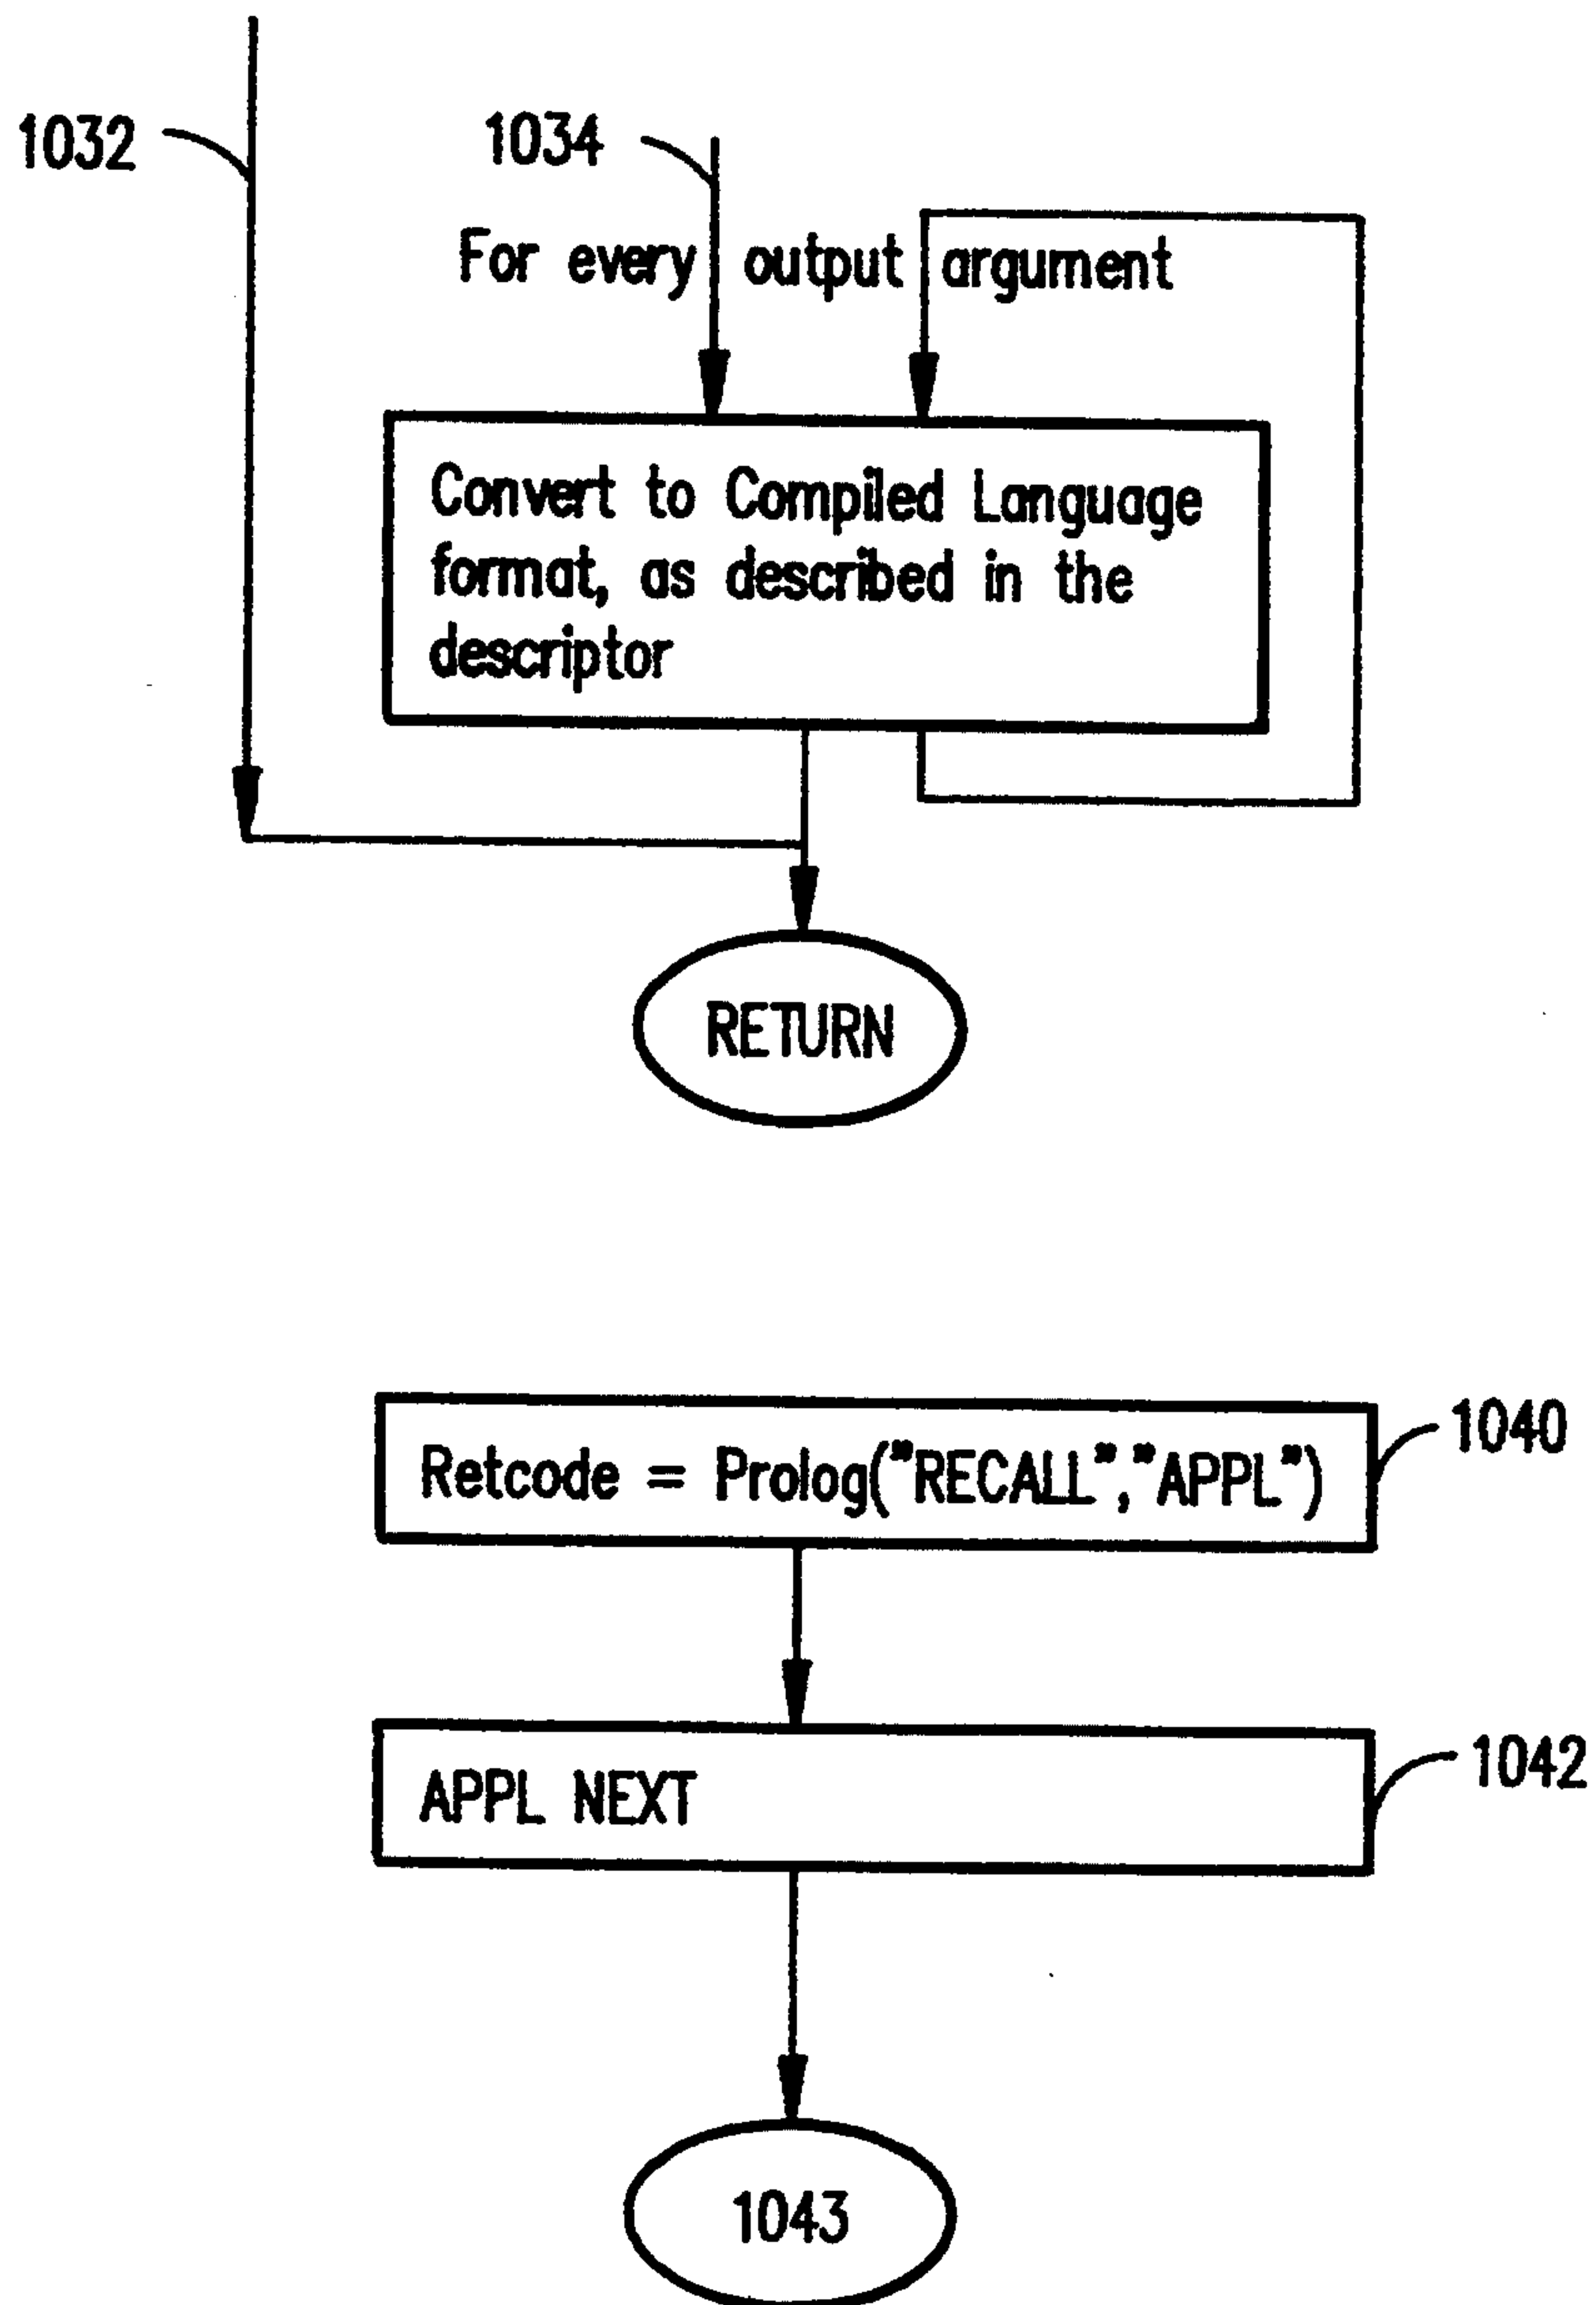 1032
1034
For every output argument
Convert to Compiled Language
format, as described in the
descriptor
RETURN
Retcode = Prolog("RECALL","APPL")
1040
APPL NEXT
1042
1043